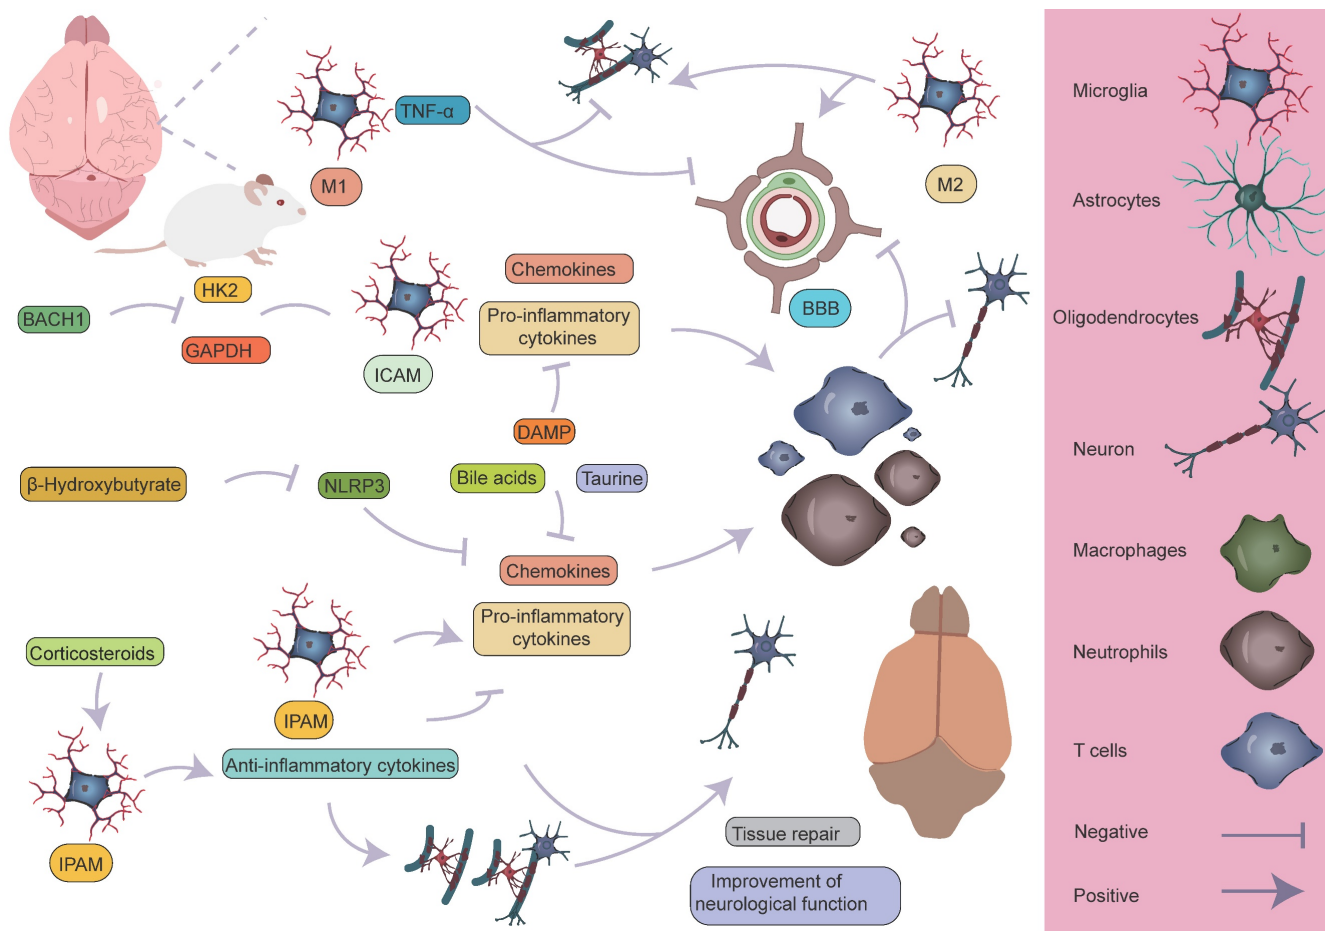 TNF-α
M1
M2
HK2
BACH1
GAPDH
ICAM
Chemokines
Pro-inflammatory
cytokines
BBB
DAMP
β-Hydroxybutyrate
NLRP3
Bile acids
Taurine
Chemokines
Pro-inflammatory
cytokines
Corticosteroids
IPAM
Anti-inflammatory cytokines
IPAM
Tissue repair
Improvement of
neurological function
Microglia
Astrocytes
Oligodendrocytes
Neuron
Macrophages
Neutrophils
T cells
Negative
Positive